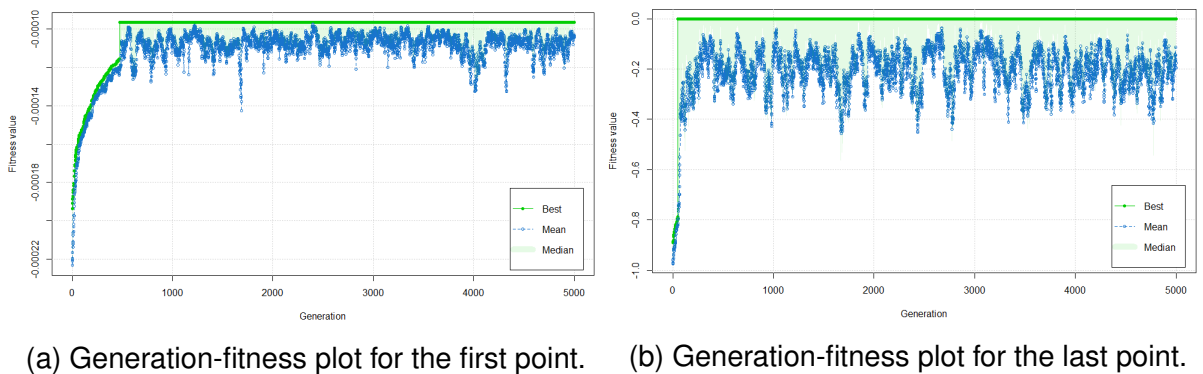 -0.00010
-0.00014
-0.00018
-0.00022
Fitness value
0
1000
2000
3000
4000
5000
Generation
Best
Mean
Median
0.0
-0.2
-0.4
-0.6
-0.8
-1.0
Fitness value
0
1000
2000
3000
4000
5000
Generation
Best
Mean
Median
(a) Generation-fitness plot for the first point.
(b) Generation-fitness plot for the last point.